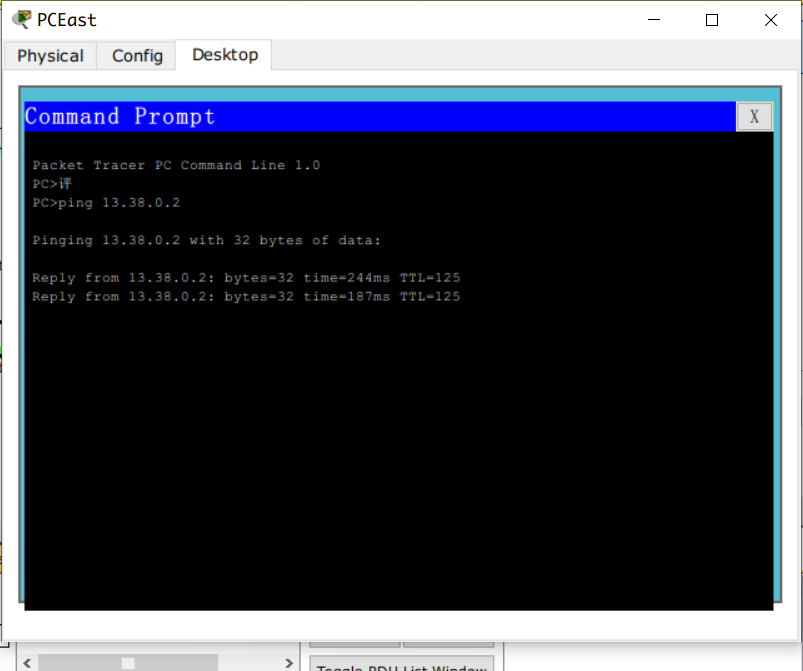 PCEast
Physical Config Desktop
Command Prompt X
Packet Tracer PC Command Line 1.0
PC>评
PC>ping 13.38.0.2
Pinging 13.38.0.2 with 32 bytes of data:
Reply from 13.38.0.2: bytes=32 time=244ms TTL=125
Reply from 13.38.0.2: bytes=32 time=187ms TTL=125
Toggle PDU List Window